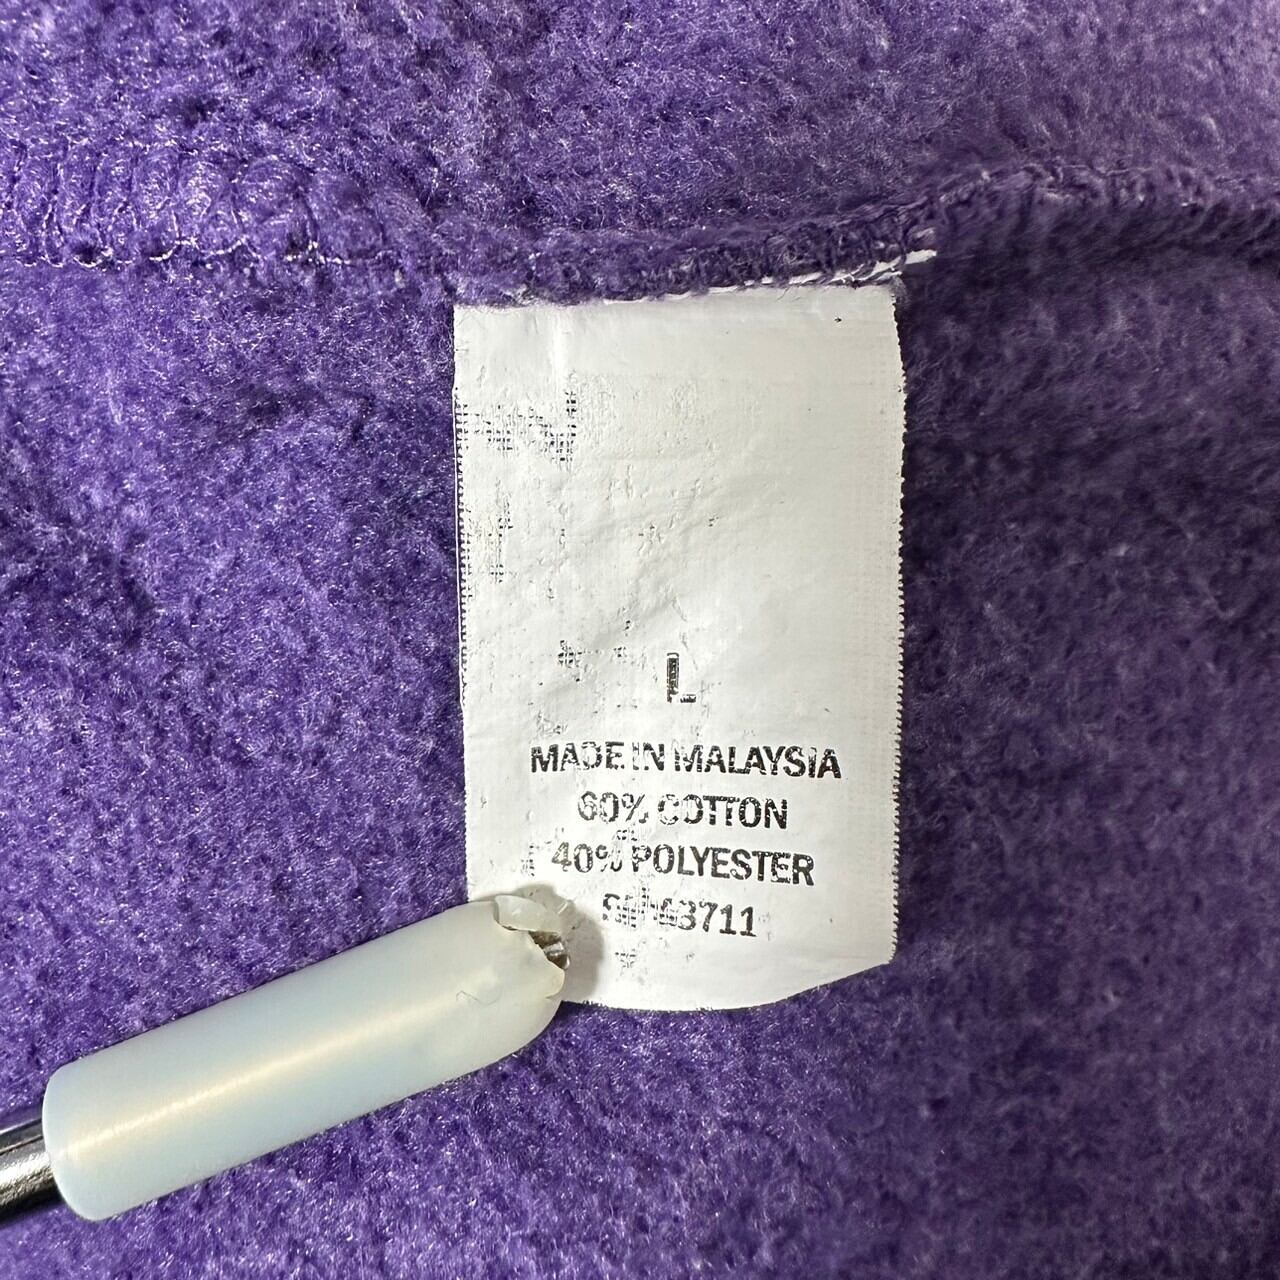 L
MADE IN MALAYSIA
60% COTTON
40% POLYESTER